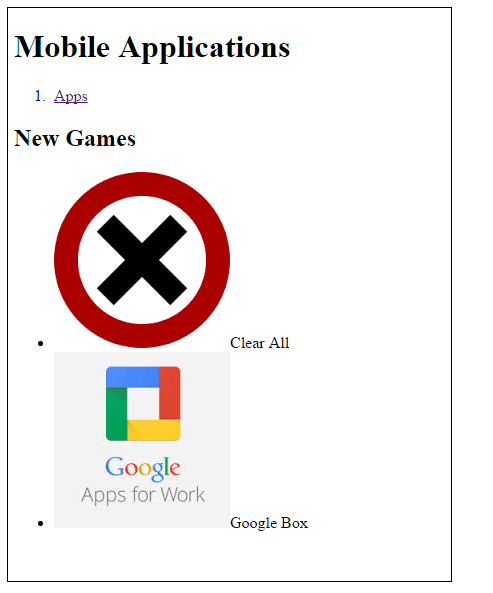 Mobile Applications
1. Apps
New Games
Clear All
Google
Apps for Work
Google Box